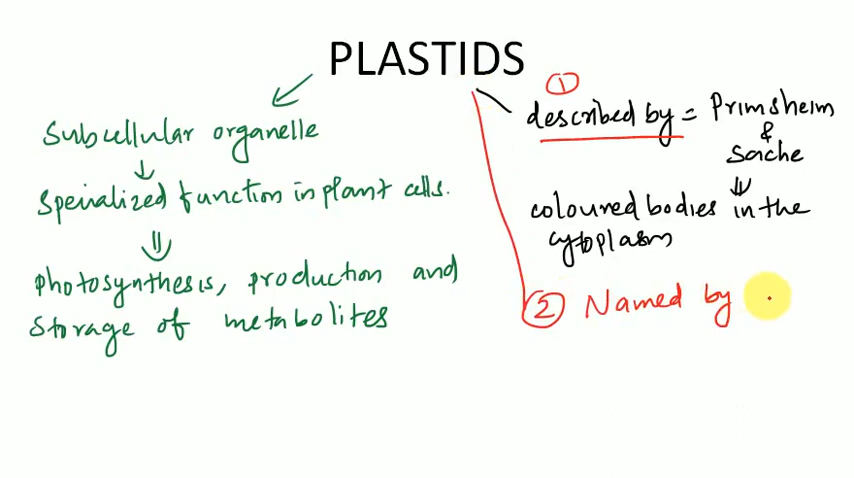 PLASTIDS
Subcellular organelle
Specialized function in plant cells.
photosynthesis, production and
storage of metabolites
1
described by = Primsheim
&
Sache
coloured bodies in the
cytoplasm
2 Named by